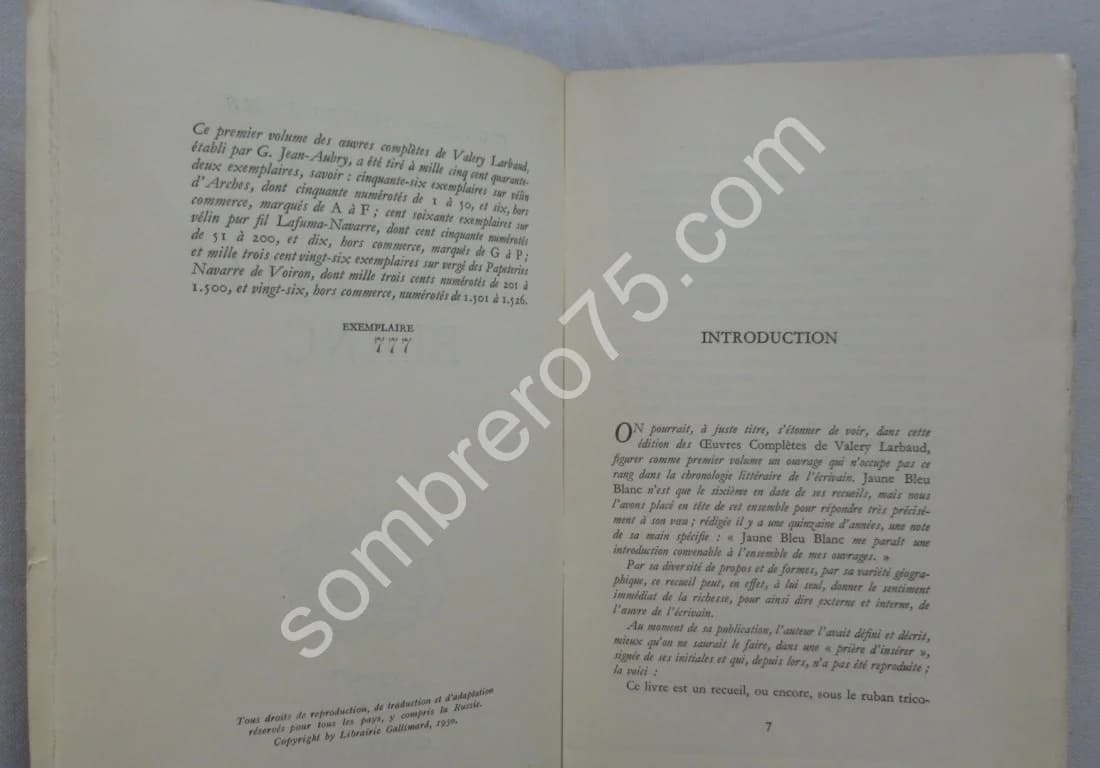 Ce premier volume des œuvres complètes de Valery Larbaud,
établi par G. Jean-Aubry, a été tiré à mille cinq cent quarante-
deux exemplaires, savoir : cinquante-six exemplaires sur vélin
d'Arches, dont cinquante numérotés de 1 à 50, et six, hors
commerce, marqués de A à F ; cent soixante exemplaires sur
vélin pur fil Lafuma-Navarre, dont cent cinquante numérotés
de 51 à 200, et dix, hors commerce, marqués de G à P ;
et mille trois cent vingt-six exemplaires sur vergé des Papeteries
Navarre de Voiron, dont mille trois cents numérotés de 201 à
1.500, et vingt-six, hors commerce, numérotés de 1.501 à 1.526.
EXEMPLAIRE
777
Tous droits de reproduction, de traduction et d'adaptation
réservés pour tous les pays, y compris la Russie.
Copyright by Librairie Gallimard, 1950.
INTRODUCTION
ON pourrait, à juste titre, s'étonner de voir, dans cette
édition des Œuvres Complètes de Valery Larbaud,
figurer comme premier volume un ouvrage qui n'occupe pas ce
rang dans la chronologie littéraire de l'écrivain. Jaune Bleu
Blanc n'est que le sixième en date de ses recueils, mais nous
l'avons placé en tête de cet ensemble pour répondre très précisé-
ment à son vœu ; rédigée il y a une quinzaine d'années, une note
de sa main spécifie : « Jaune Bleu Blanc me paraît une
introduction convenable à l'ensemble de mes ouvrages. »
Par sa diversité de propos et de formes, par sa variété géogra-
phique, ce recueil peut, en effet, à lui seul, donner le sentiment
immédiat de la richesse, pour ainsi dire externe et interne, de
l'œuvre de l'écrivain.
Au moment de sa publication, l'auteur l'avait défini et décrit,
mieux qu'on ne saurait le faire, dans une « prière d'insérer »,
signée de ses initiales et qui, depuis lors, n'a pas été reproduite ;
la voici :
Ce livre est un recueil, ou encore, sous le ruban trico-
7
sombrero75.com